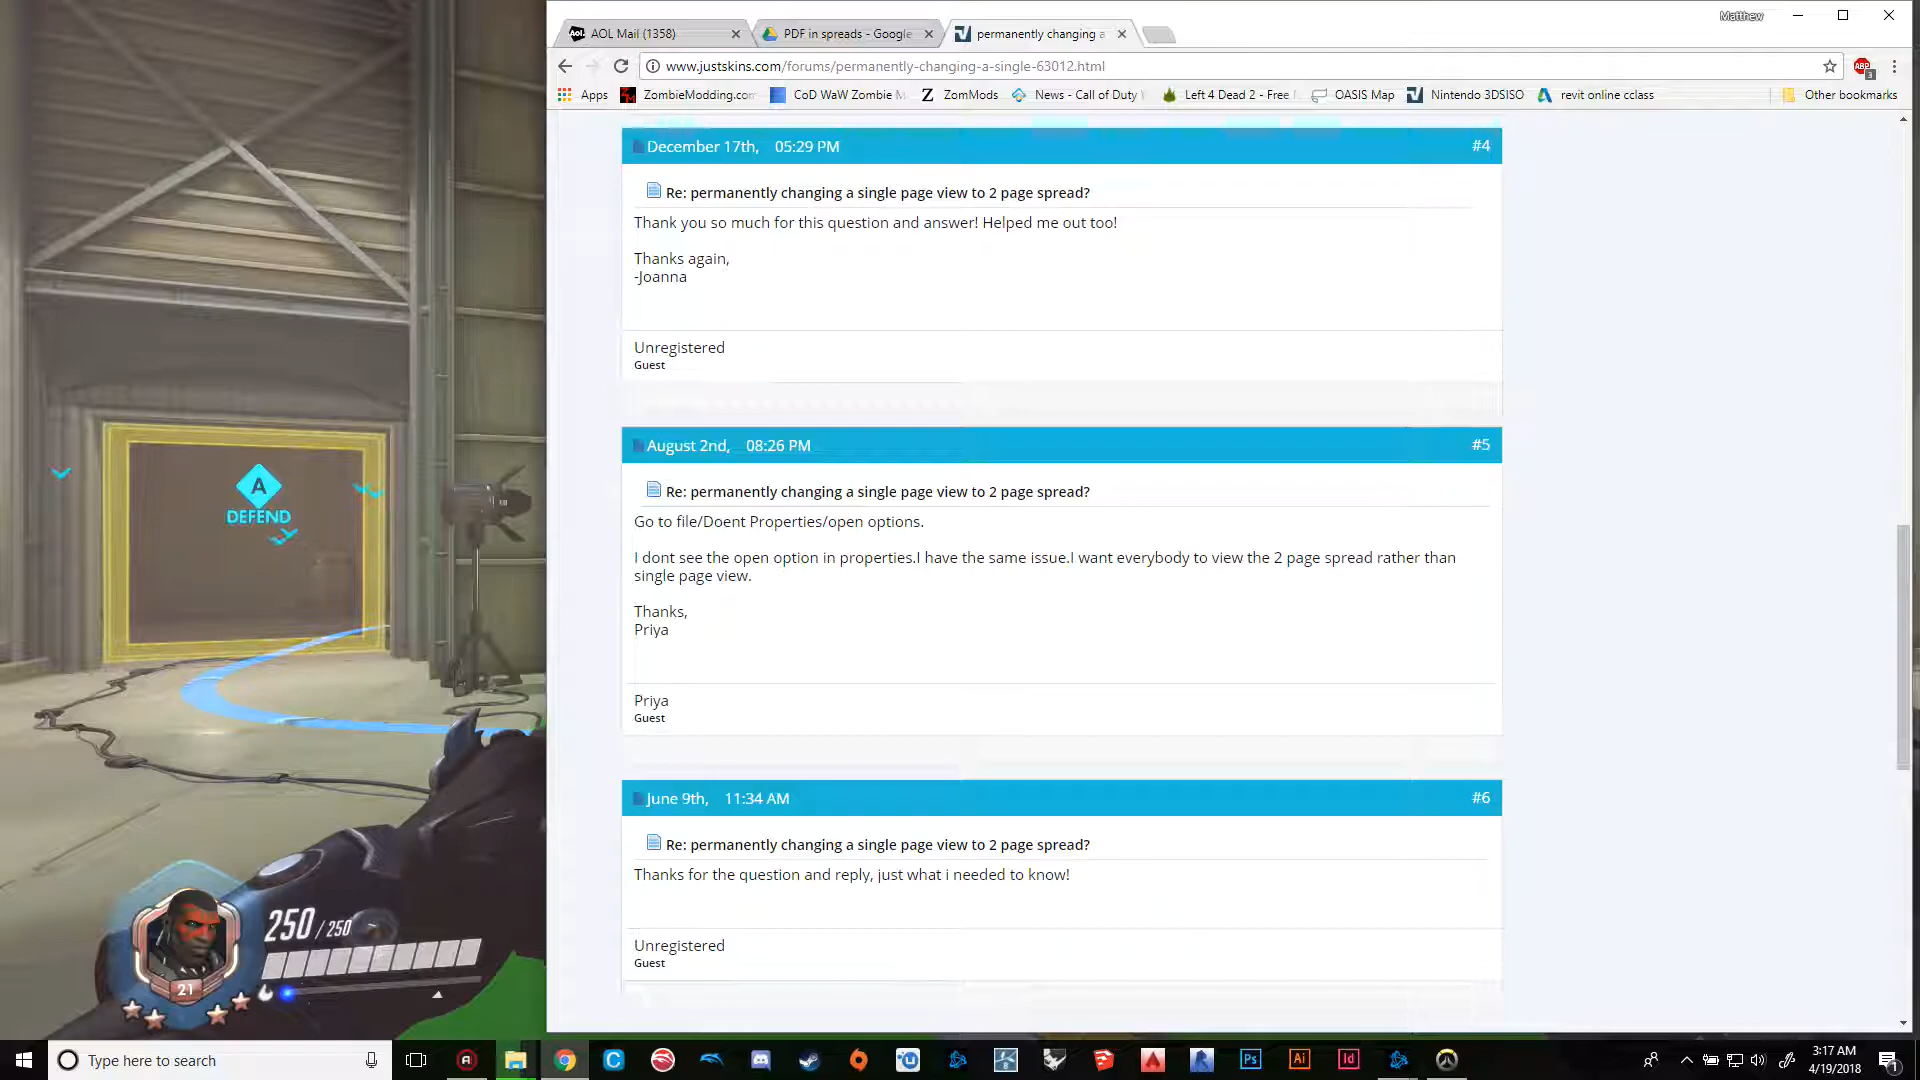 Matthew
AOL Mail (1358)
PDF in spreads - Google
permanently changing a
www.justskins.com/forums/permanently-changing-a-single-63012.html
ABP
3
Apps
ZombieModding.com
CoD WaW Zombie M
ZomMods
News - Call of Duty
Left 4 Dead 2 - Free
OASIS Map
Nintendo 3DSISO
revit online cclass
Other bookmarks
December 17th, 05:29 PM #4
Re: permanently changing a single page view to 2 page spread?
Thank you so much for this question and answer! Helped me out too!
Thanks again,
-Joanna
Unregistered
Guest
August 2nd, 08:26 PM #5
Re: permanently changing a single page view to 2 page spread?
Go to file/Doent Properties/open options.
I dont see the open option in properties.I have the same issue.I want everybody to view the 2 page spread rather than
single page view.
Thanks,
Priya
Priya
Guest
June 9th, 11:34 AM #6
Re: permanently changing a single page view to 2 page spread?
Thanks for the question and reply, just what i needed to know!
Unregistered
Guest
A
DEFEND
250 / 250
21
Type here to search
Ps
Ai
Id
3:17 AM
4/19/2018
1